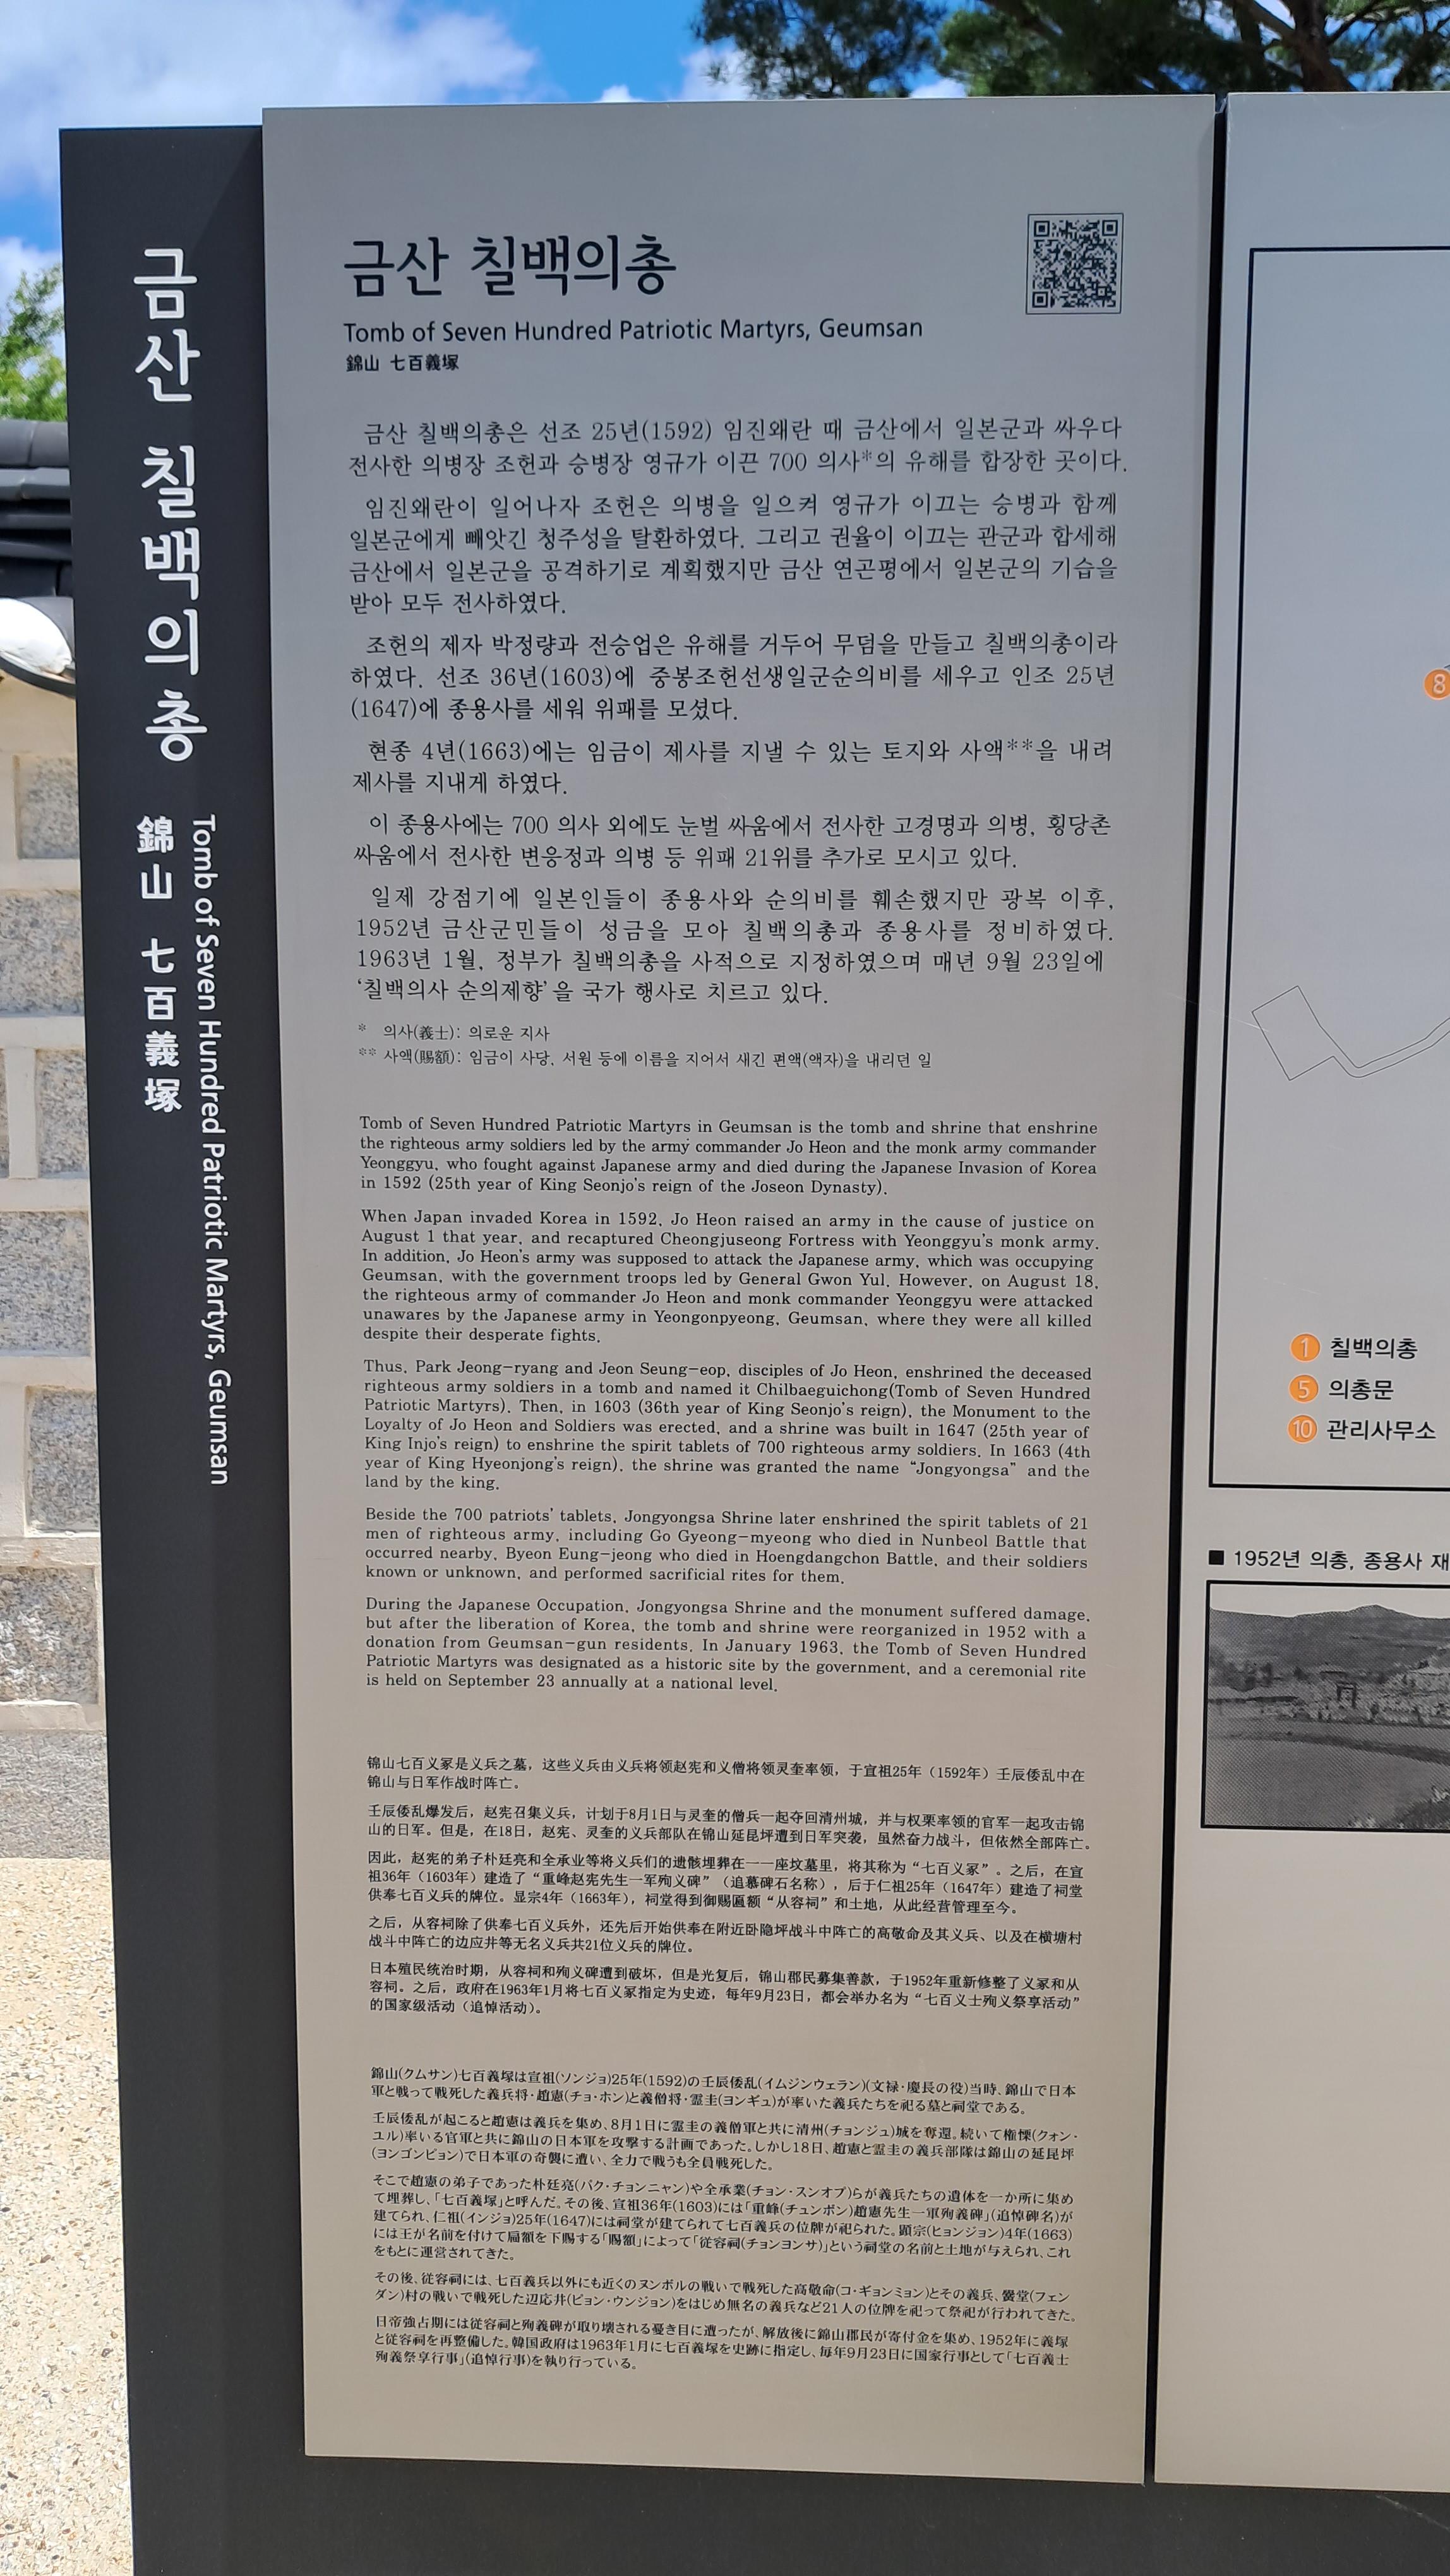 금산 칠백의총
錦山 七百義塚
Tomb of Seven Hundred Patriotic Martyrs, Geumsan
금산 칠백의총
Tomb of Seven Hundred Patriotic Martyrs, Geumsan
錦山 七百義塚
금산 칠백의총은 선조 25년(1592) 임진왜란 때 금산에서 일본군과 싸우다
전사한 의병장 조헌과 승병장 영규가 이끈 700 의사*의 유해를 합장한 곳이다.
임진왜란이 일어나자 조헌은 의병을 일으켜 영규가 이끄는 승병과 함께
일본군에게 빼앗긴 청주성을 탈환하였다. 그리고 권율이 이끄는 관군과 합세해
금산에서 일본군을 공격하기로 계획했지만 금산 연곤평에서 일본군의 기습을
받아 모두 전사하였다.
조헌의 제자 박정량과 전승업은 유해를 거두어 무덤을 만들고 칠백의총이라
하였다. 선조 36년(1603)에 중봉조헌선생일군순의비를 세우고 인조 25년
(1647)에 종용사를 세워 위패를 모셨다.
현종 4년(1663)에는 임금이 제사를 지낼 수 있는 토지와 사액**을 내려
제사를 지내게 하였다.
이 종용사에는 700 의사 외에도 눈벌 싸움에서 전사한 고경명과 의병, 횡당촌
싸움에서 전사한 변응정과 의병 등 위패 21위를 추가로 모시고 있다.
일제 강점기에 일본인들이 종용사와 순의비를 훼손했지만 광복 이후,
1952년 금산군민들이 성금을 모아 칠백의총과 종용사를 정비하였다.
1963년 1월, 정부가 칠백의총을 사적으로 지정하였으며 매년 9월 23일에
‘칠백의사 순의제향’을 국가 행사로 치르고 있다.
* 의사(義士): 의로운 지사
** 사액(賜額): 임금이 사당, 서원 등에 이름을 지어서 새긴 편액(액자)을 내리던 일
Tomb of Seven Hundred Patriotic Martyrs in Geumsan is the tomb and shrine that enshrine
the righteous army soldiers led by the army commander Jo Heon and the monk army commander
Yeonggyu, who fought against Japanese army and died during the Japanese Invasion of Korea
in 1592 (25th year of King Seonjo's reign of the Joseon Dynasty).
When Japan invaded Korea in 1592, Jo Heon raised an army in the cause of justice on
August 1 that year, and recaptured Cheongjuseong Fortress with Yeonggyu's monk army.
In addition, Jo Heon's army was supposed to attack the Japanese army, which was occupying
Geumsan, with the government troops led by General Gwon Yul. However, on August 18,
the righteous army of commander Jo Heon and monk commander Yeonggyu were attacked
unawares by the Japanese army in Yeongonpyeong, Geumsan, where they were all killed
despite their desperate fights.
Thus, Park Jeong-ryang and Jeon Seung-eop, disciples of Jo Heon, enshrined the deceased
righteous army soldiers in a tomb and named it Chilbaeguichong(Tomb of Seven Hundred
Patriotic Martyrs). Then, in 1603 (36th year of King Seonjo's reign), the Monument to the
Loyalty of Jo Heon and Soldiers was erected, and a shrine was built in 1647 (25th year of
King Injo's reign) to enshrine the spirit tablets of 700 righteous army soldiers. In 1663 (4th
year of King Hyeonjong's reign), the shrine was granted the name “Jongyongsa” and the
land by the king.
Beside the 700 patriots' tablets, Jongyongsa Shrine later enshrined the spirit tablets of 21
men of righteous army, including Go Gyeong-myeong who died in Nunbeol Battle that
occurred nearby, Byeon Eung-jeong who died in Hoengdangchon Battle, and their soldiers
known or unknown, and performed sacrificial rites for them.
During the Japanese Occupation, Jongyongsa Shrine and the monument suffered damage,
but after the liberation of Korea, the tomb and shrine were reorganized in 1952 with a
donation from Geumsan-gun residents. In January 1963, the Tomb of Seven Hundred
Patriotic Martyrs was designated as a historic site by the government, and a ceremonial rite
is held on September 23 annually at a national level.
锦山七百义冢是义兵之墓，这些义兵由义兵将领赵宪和义僧将领灵奎率领，于宣祖25年（1592年）壬辰倭乱中在
锦山与日军作战时阵亡。
壬辰倭乱爆发后，赵宪召集义兵，计划于8月1日与灵奎的僧兵一起夺回清州城，并与权栗率领的官军一起攻击锦
山的日军。但是，在18日，赵宪、灵奎的义兵部队在锦山延昆坪遭到日军突袭，虽然奋力战斗，但依然全部阵亡。
因此，赵宪的弟子朴廷亮和全承业等将义兵们的遗骸埋葬在一一座坟墓里，将其称为“七百义冢”。之后，在宣
祖36年（1603年）建造了“重峰赵宪先生一军殉义碑”（追慕碑石名称），后于仁祖25年（1647年）建造了祠堂
供奉七百义兵的牌位。显宗4年（1663年），祠堂得到御赐匾额“从容祠”和土地，从此经营管理至今。
之后，从容祠除了供奉七百义兵外，还先后开始供奉在附近卧隐坪战斗中阵亡的高敬命及其义兵、以及在横塘村
战斗中阵亡的边应井等无名义兵共21位义兵的牌位。
日本殖民统治时期，从容祠和殉义碑遭到破坏，但是光复后，锦山郡民募集善款，于1952年重新修整了义冢和从
容祠。之后，政府在1963年1月将七百义冢指定为史迹，每年9月23日，都会举办名为“七百义士殉义祭享活动”
的国家级活动（追悼活动）。
錦山(クムサン)七百義塚は宣祖(ソンジョ)25年(1592)の壬辰倭乱(イムジンウェラン)(文禄·慶長の役)当時、錦山で日本
軍と戦って戦死した義兵将·趙憲(チョ·ホン)と義僧将·霊圭(ヨンギュ)が率いた義兵たちを祀る墓と祠堂である。
壬辰倭乱が起こると趙憲は義兵を集め、8月1日に霊圭の義僧軍と共に清州(チョンジュ)城を奪還。続いて権慄(クォン·
ユル)率いる官軍と共に錦山の日本軍を攻撃する計画であった。しかし18日、趙憲と霊圭の義兵部隊は錦山の延昆坪
(ヨンゴンピョン)で日本軍の奇襲に遭い、全力で戦うも全員戦死した。
そこで趙憲の弟子であった朴廷亮(パク·チョンニャン)や全承業(チョン·スンオプ)らが義兵たちの遺体を一か所に集め
て埋葬し、「七百義塚」と呼んだ。その後、宣祖36年(1603)には「重峰(チュンボン)趙憲先生一軍殉義碑」(追悼碑名)が
建てられ、仁祖(インジョ)25年(1647)には祠堂が建てられて七百義兵の位牌が祀られた。顕宗(ヒョンジョン)4年(1663)
には王が名前を付けて扁額を下賜する「賜額」によって「従容祠(チョンヨンサ)」という祠堂の名前と土地が与えられ、これ
をもとに運営されてきた。
その後、従容祠には、七百義兵以外にも近くのヌンボルの戦いで戦死した高敬命(コ·ギョンミョン)とその義兵、黌堂(フェン
ダン)村の戦いで戦死した辺応井(ピョン·ウンジョン)をはじめ無名の義兵など21人の位牌を祀って祭祀が行われてきた。
日帝強占期には従容祠と殉義碑が取り壊される憂き目に遭ったが、解放後に錦山郡民が寄付金を集め、1952年に義塚
と従容祠を再整備した。韓国政府は1963年1月に七百義塚を史跡に指定し、毎年9月23日に国家行事として「七百義士
殉義祭享行事」(追悼行事)を執り行っている。
8
1 칠백의총
5 의총문
10 관리사무소
■ 1952년 의총, 종용사 재